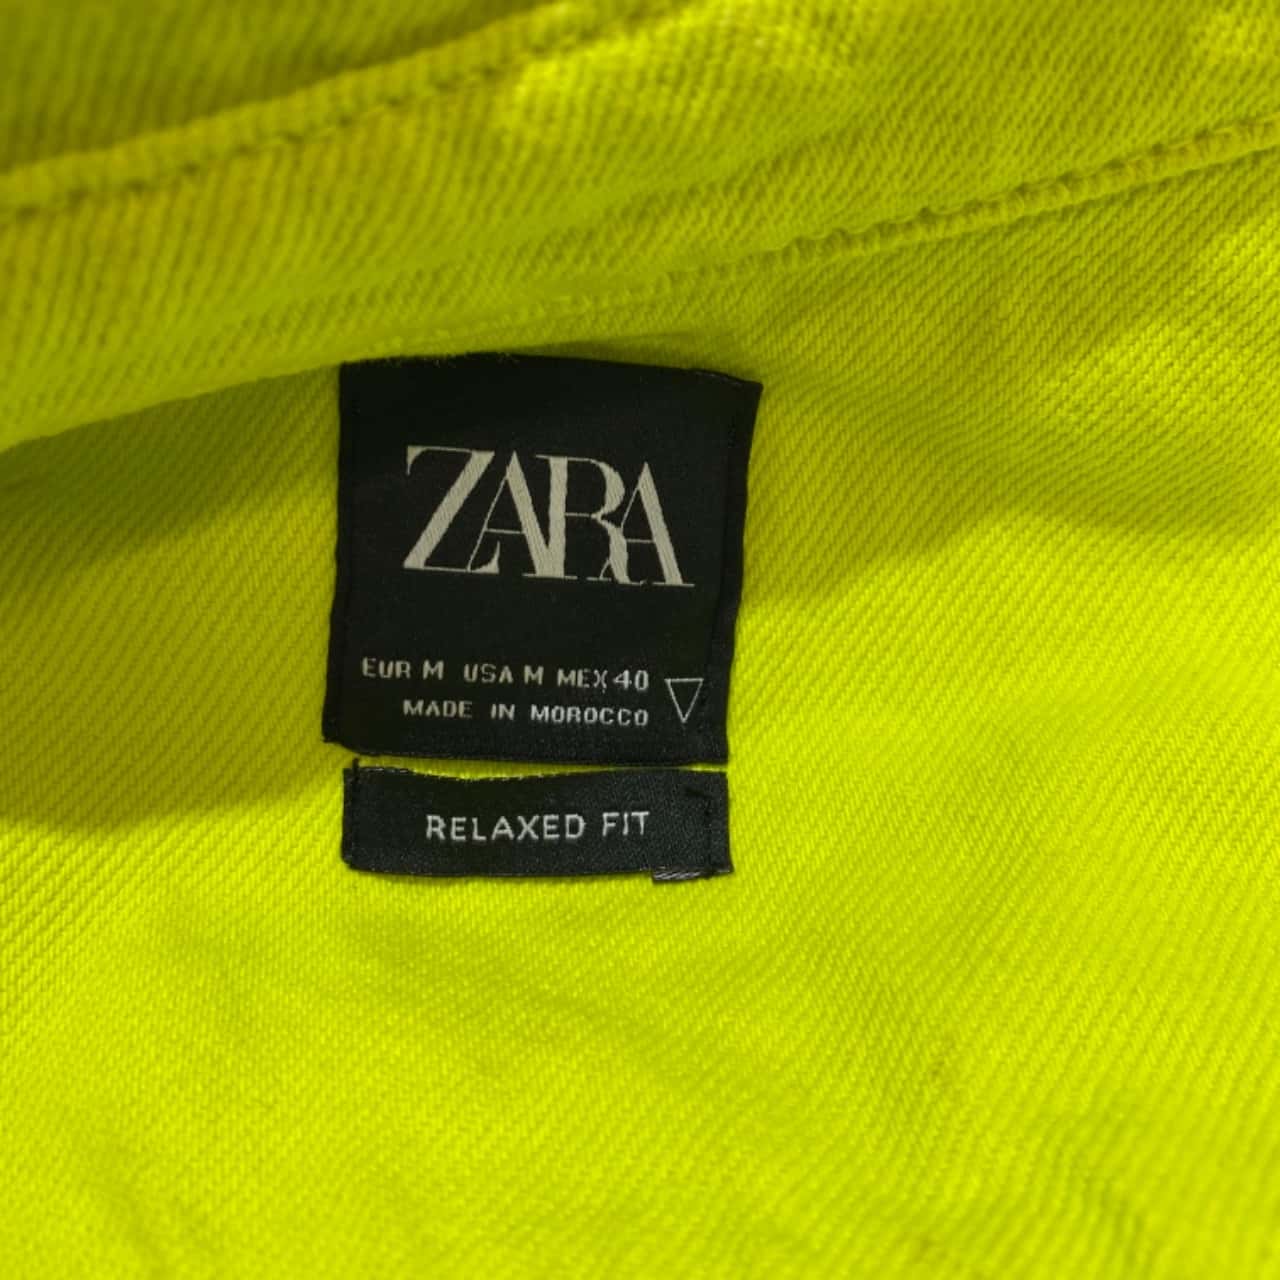 ZARA
EUR M USA M MEX 40
MADE IN MOROCCO
RELAXED FIT